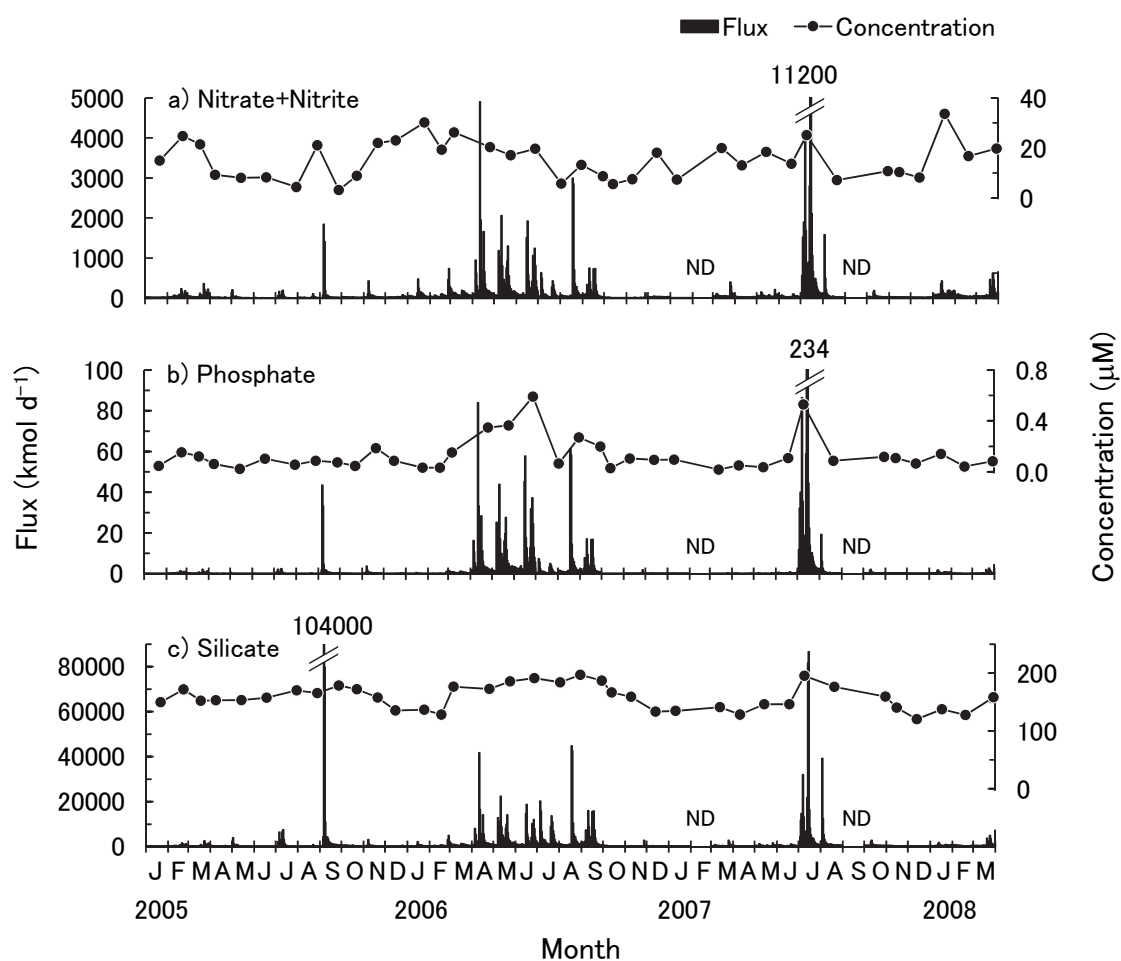 Flux Concentration
11200
a) Nitrate+Nitrite
5000
4000
3000
2000
1000
0
40
20
0
ND ND
234
b) Phosphate
100
80
60
40
20
0
0.8
0.4
0.0
ND ND
104000
c) Silicate
80000
60000
40000
20000
0
200
100
0
ND ND
Flux (kmol d⁻¹)
Concentration (μM)
J F M A M J J A S O N D J F M A M J J A S O N D J F M A M J J A S O N D J F M
2005 2006 2007 2008
Month